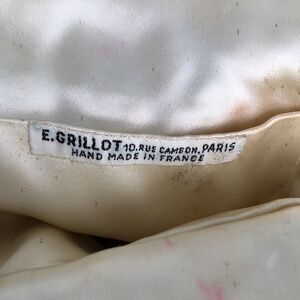 E.GRILLOT 10.RUE CAMBON.PARIS
HAND MADE IN FRANCE